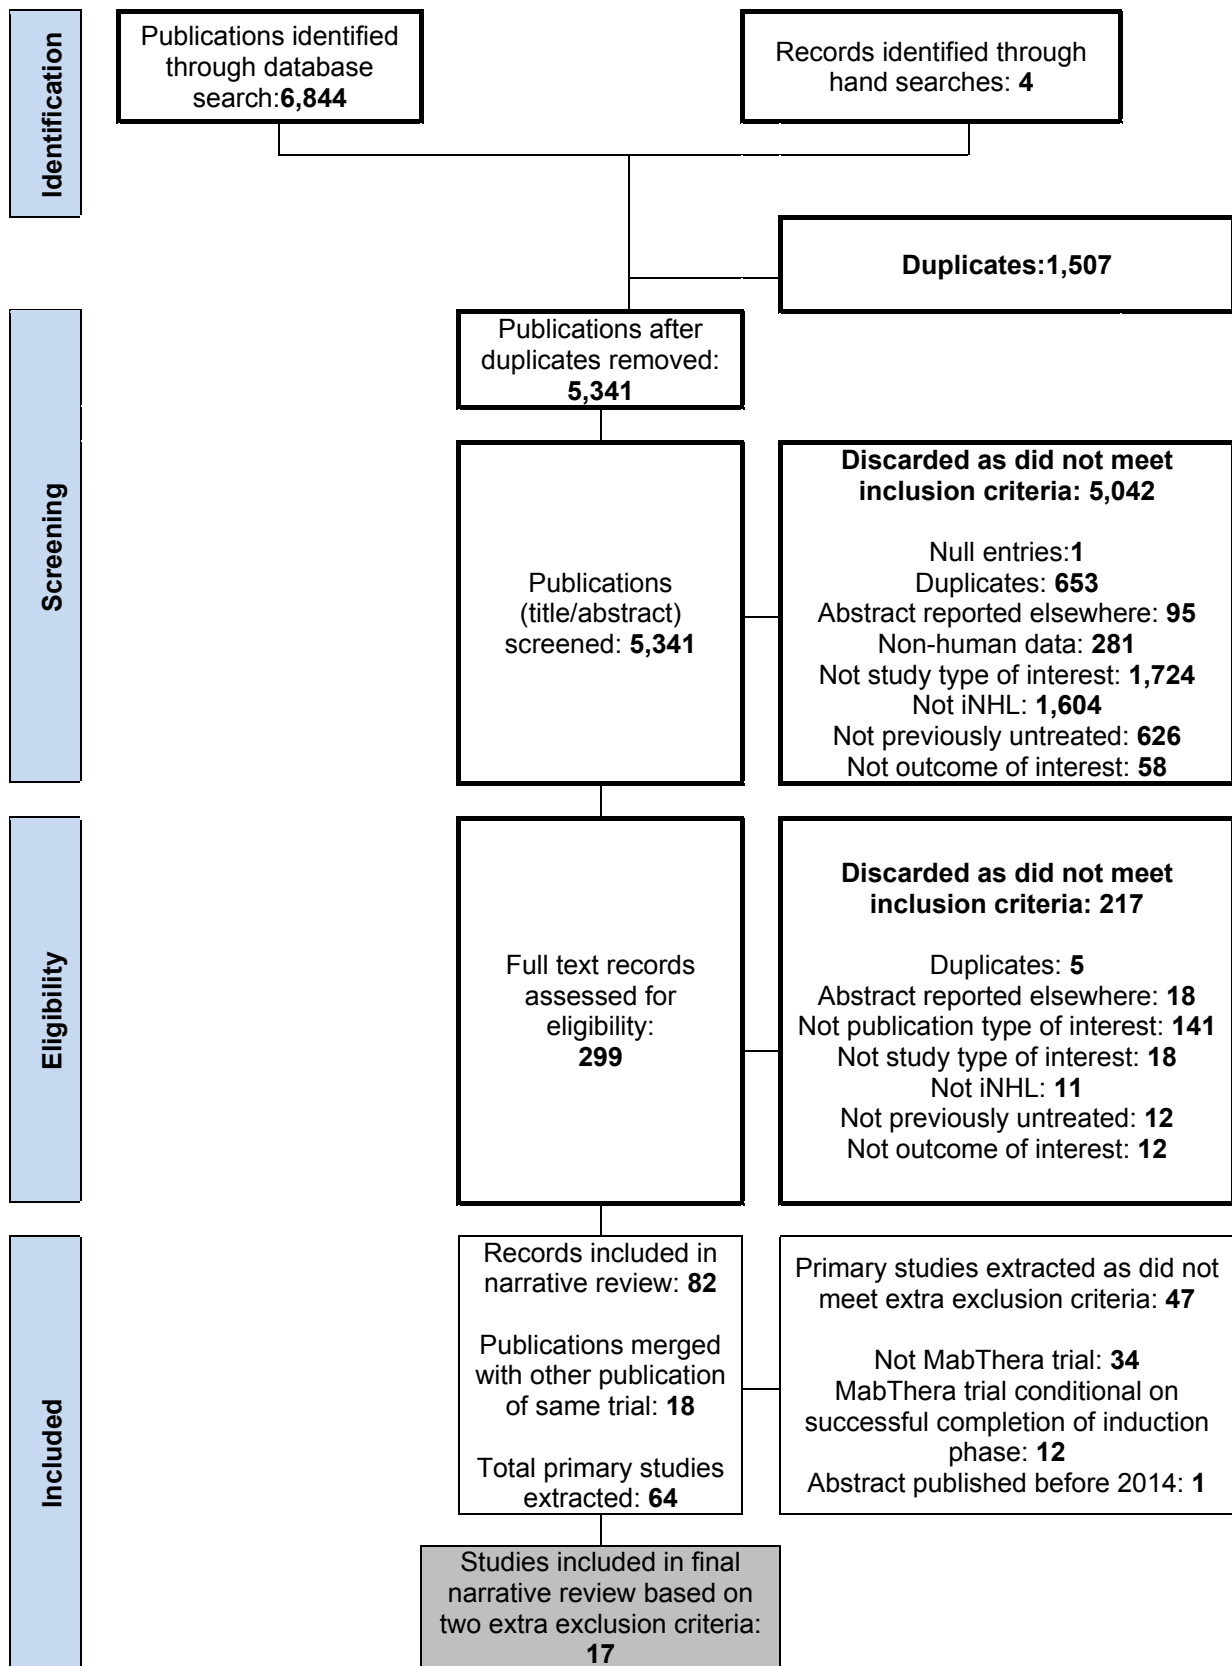 Identification
Publications identified
through database
search:6,844
Records identified through
hand searches: 4
Duplicates:1,507
Screening
Publications after
duplicates removed:
5,341
Publications
(title/abstract)
screened: 5,341
Discarded as did not meet
inclusion criteria: 5,042
Null entries:1
Duplicates: 653
Abstract reported elsewhere: 95
Non-human data: 281
Not study type of interest: 1,724
Not iNHL: 1,604
Not previously untreated: 626
Not outcome of interest: 58
Eligibility
Full text records
assessed for
eligibility:
299
Discarded as did not meet
inclusion criteria: 217
Duplicates: 5
Abstract reported elsewhere: 18
Not publication type of interest: 141
Not study type of interest: 18
Not iNHL: 11
Not previously untreated: 12
Not outcome of interest: 12
Included
Records included in
narrative review: 82
Publications merged
with other publication
of same trial: 18
Total primary studies
extracted: 64
Primary studies extracted as did not
meet extra exclusion criteria: 47
Not MabThera trial: 34
MabThera trial conditional on
successful completion of induction
phase: 12
Abstract published before 2014: 1
Studies included in final
narrative review based on
two extra exclusion criteria:
17